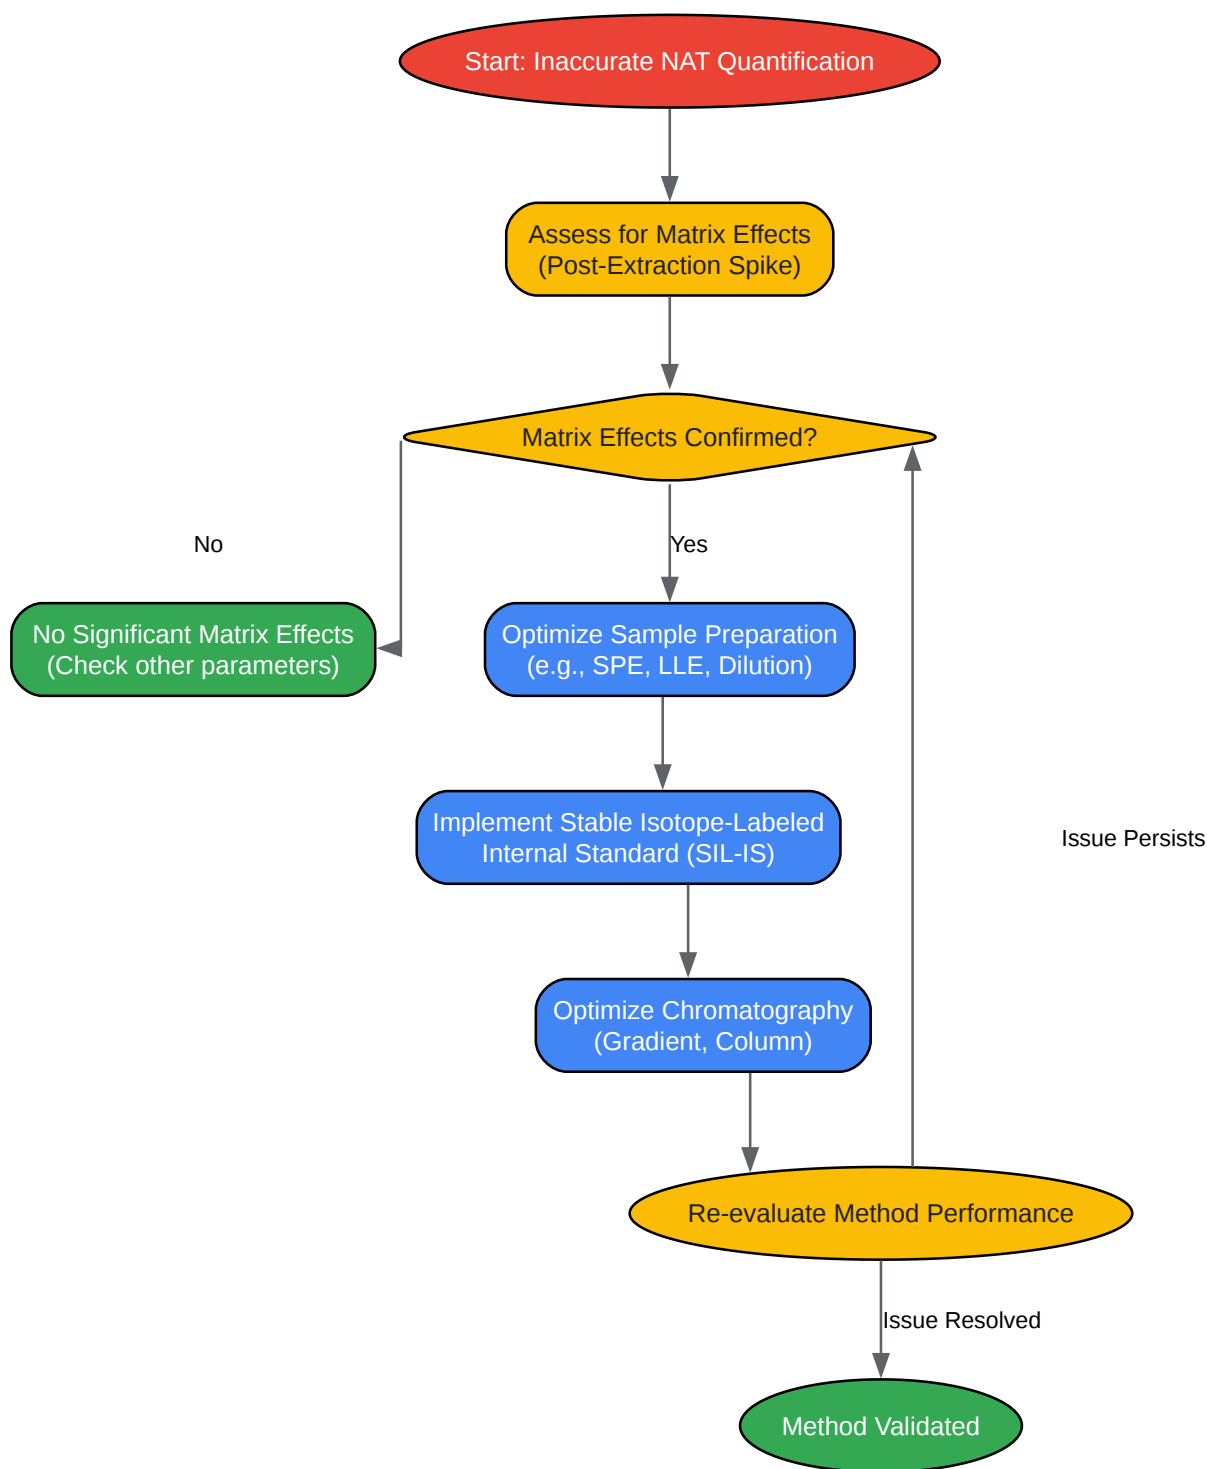 Start: Inaccurate NAT Quantification
Assess for Matrix Effects
(Post-Extraction Spike)
Matrix Effects Confirmed?
No
Yes
No Significant Matrix Effects
(Check other parameters)
Optimize Sample Preparation
(e.g., SPE, LLE, Dilution)
Implement Stable Isotope-Labeled
Internal Standard (SIL-IS)
Issue Persists
Optimize Chromatography
(Gradient, Column)
Re-evaluate Method Performance
Issue Resolved
Method Validated